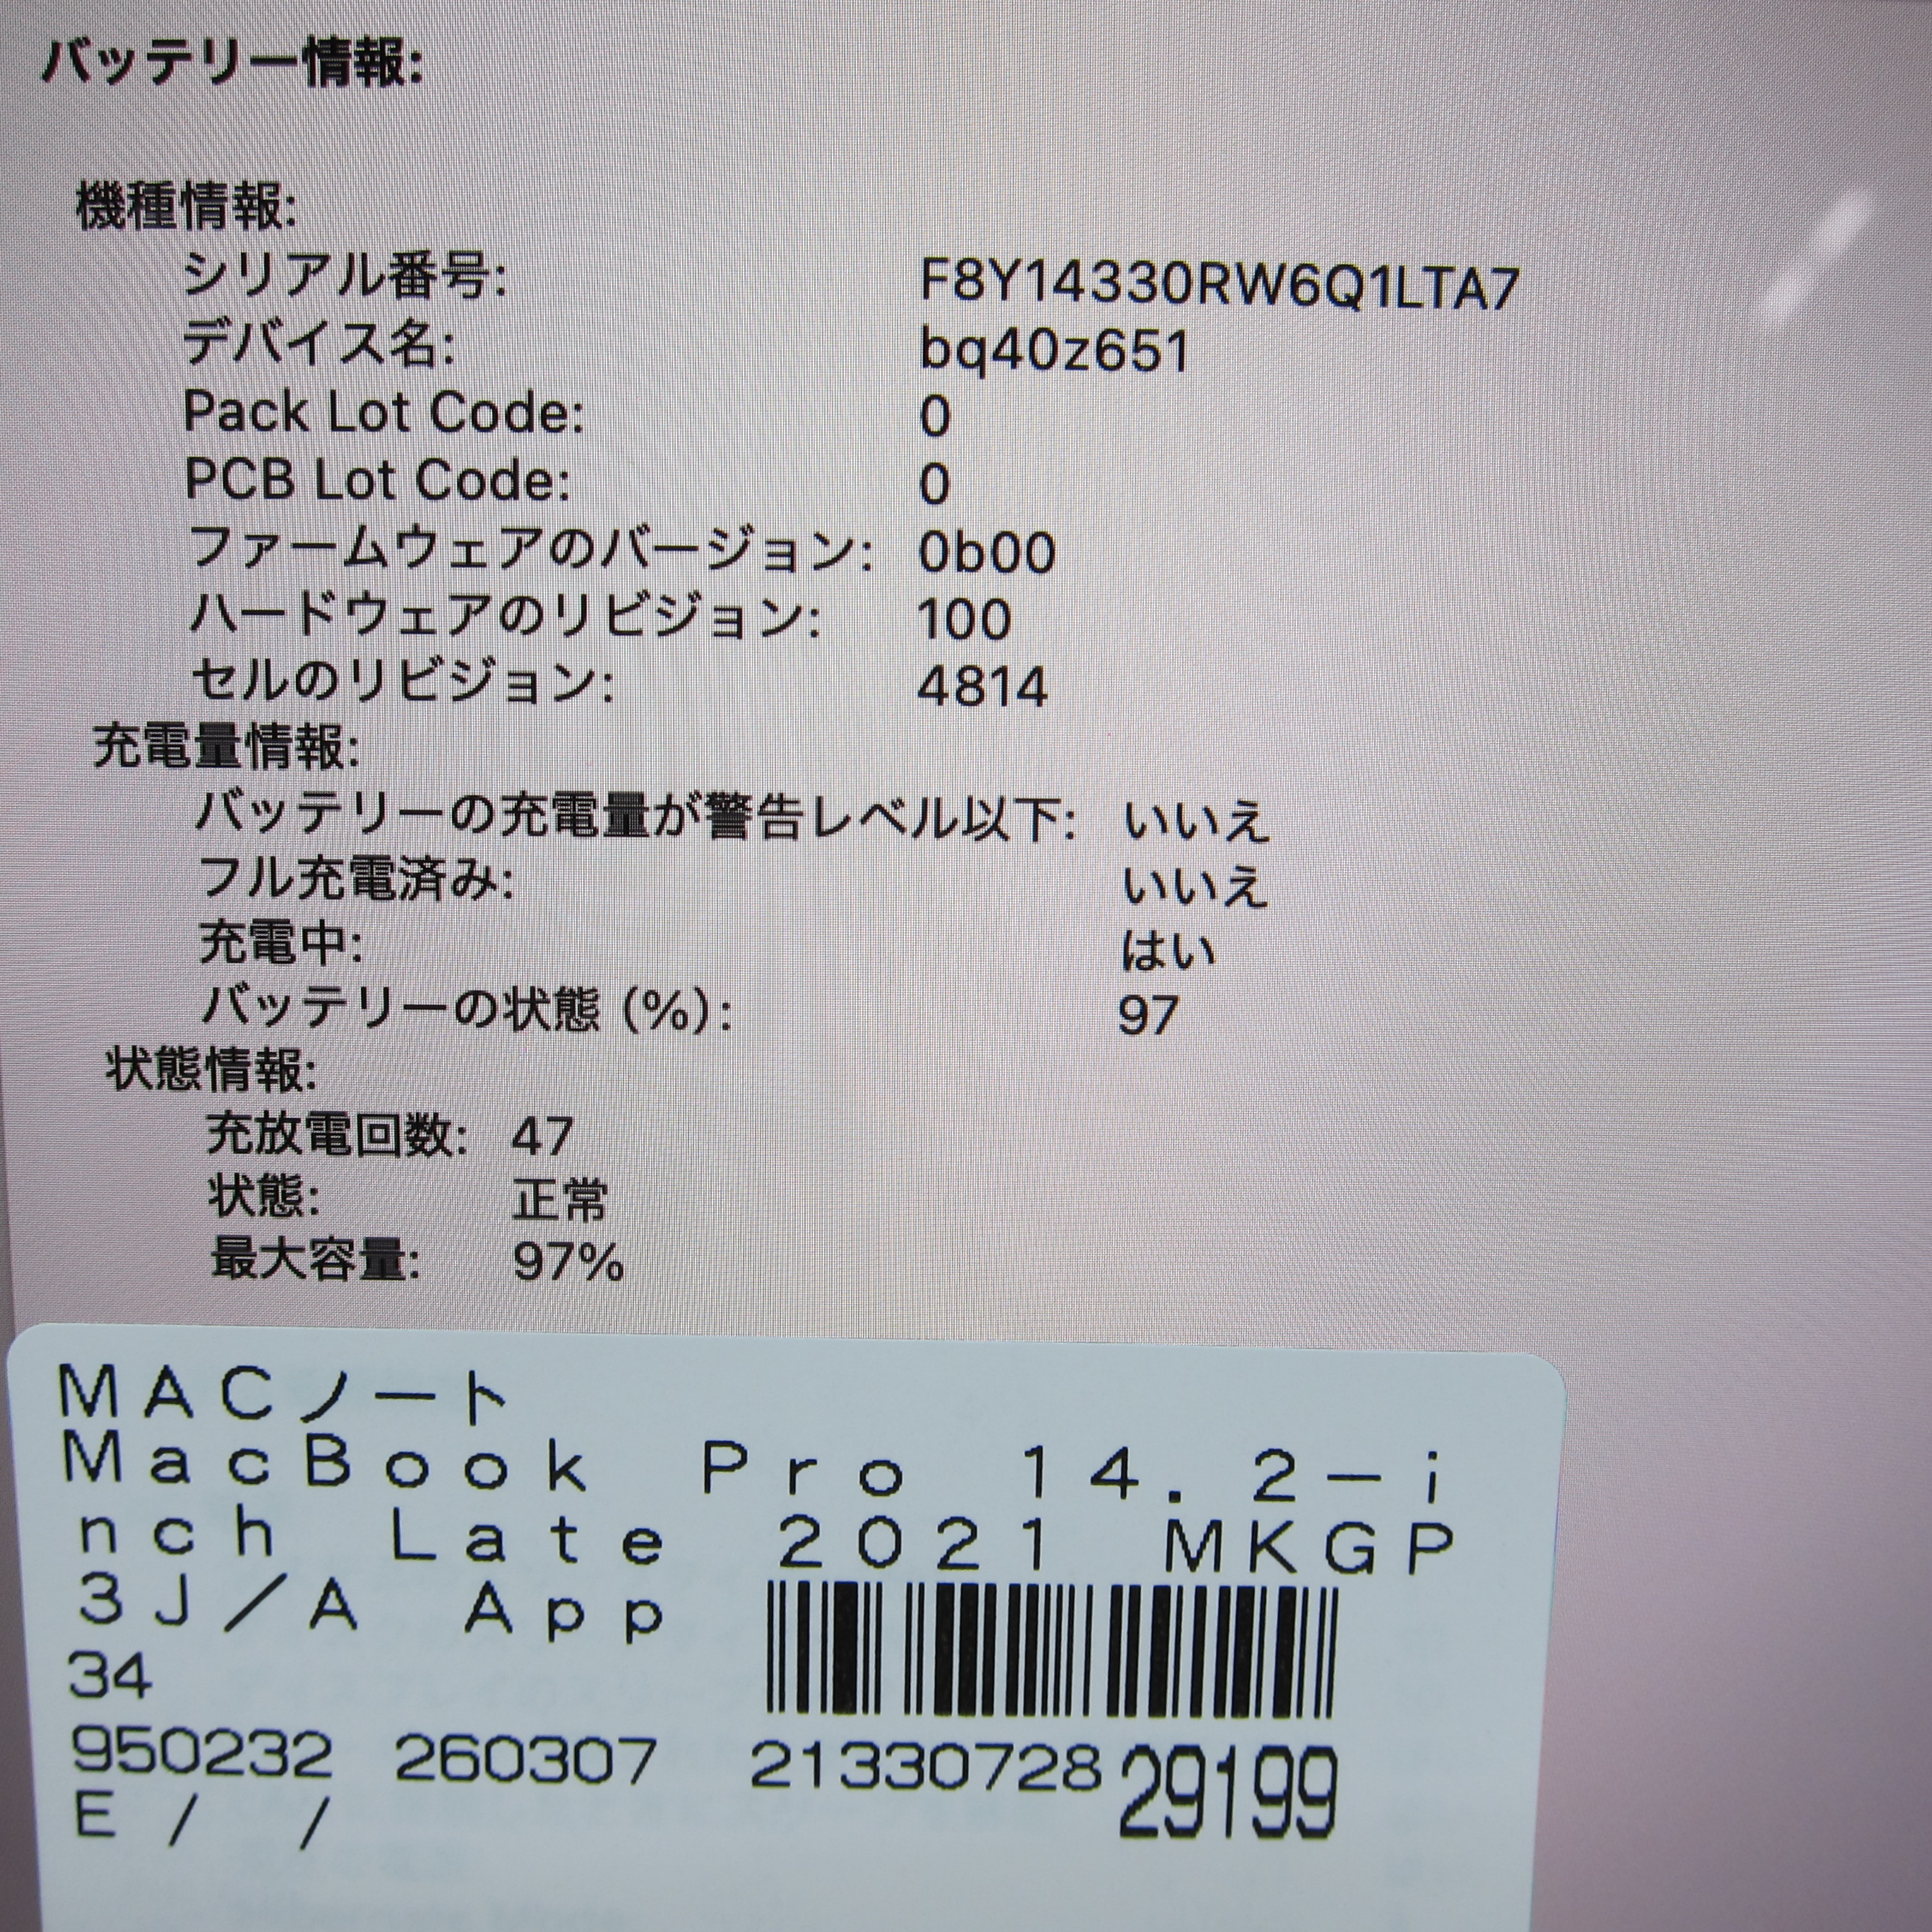 バッテリー情報:
機種情報:
シリアル番号: F8Y14330RW6Q1LTA7
デバイス名: bq40z651
Pack Lot Code: 0
PCB Lot Code: 0
ファームウェアのバージョン: 0b00
ハードウェアのリビジョン: 100
セルのリビジョン: 4814
充電量情報:
バッテリーの充電量が警告レベル以下: いいえ
フル充電済み: いいえ
充電中: はい
バッテリーの状態 (%): 97
状態情報:
充放電回数: 47
状態: 正常
最大容量: 97%
MACノート
MacBook Pro 14.2-i
nch Late 2021 MKGP
3J/A App
34
950232 260307 21330728 29199
E / /